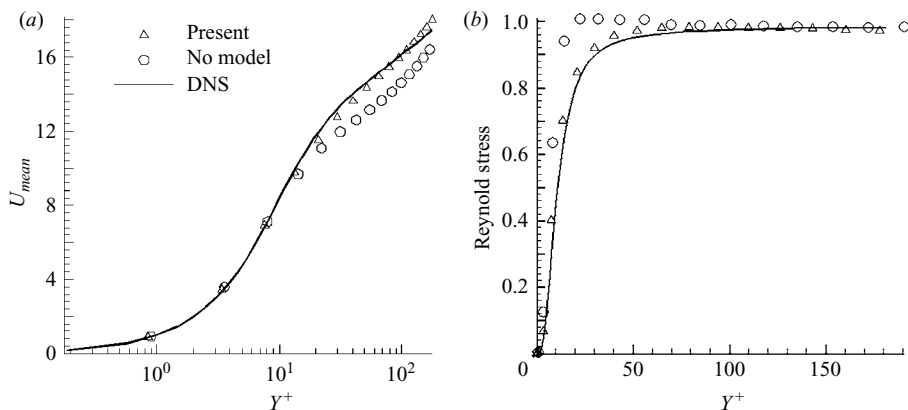 (a)
Present
No model
DNS
16
12
8
4
0
U_mean
10^0
10^1
10^2
Y^+
(b)
1.0
0.8
0.6
0.4
0.2
0
Reynold stress
50
100
150
Y^+